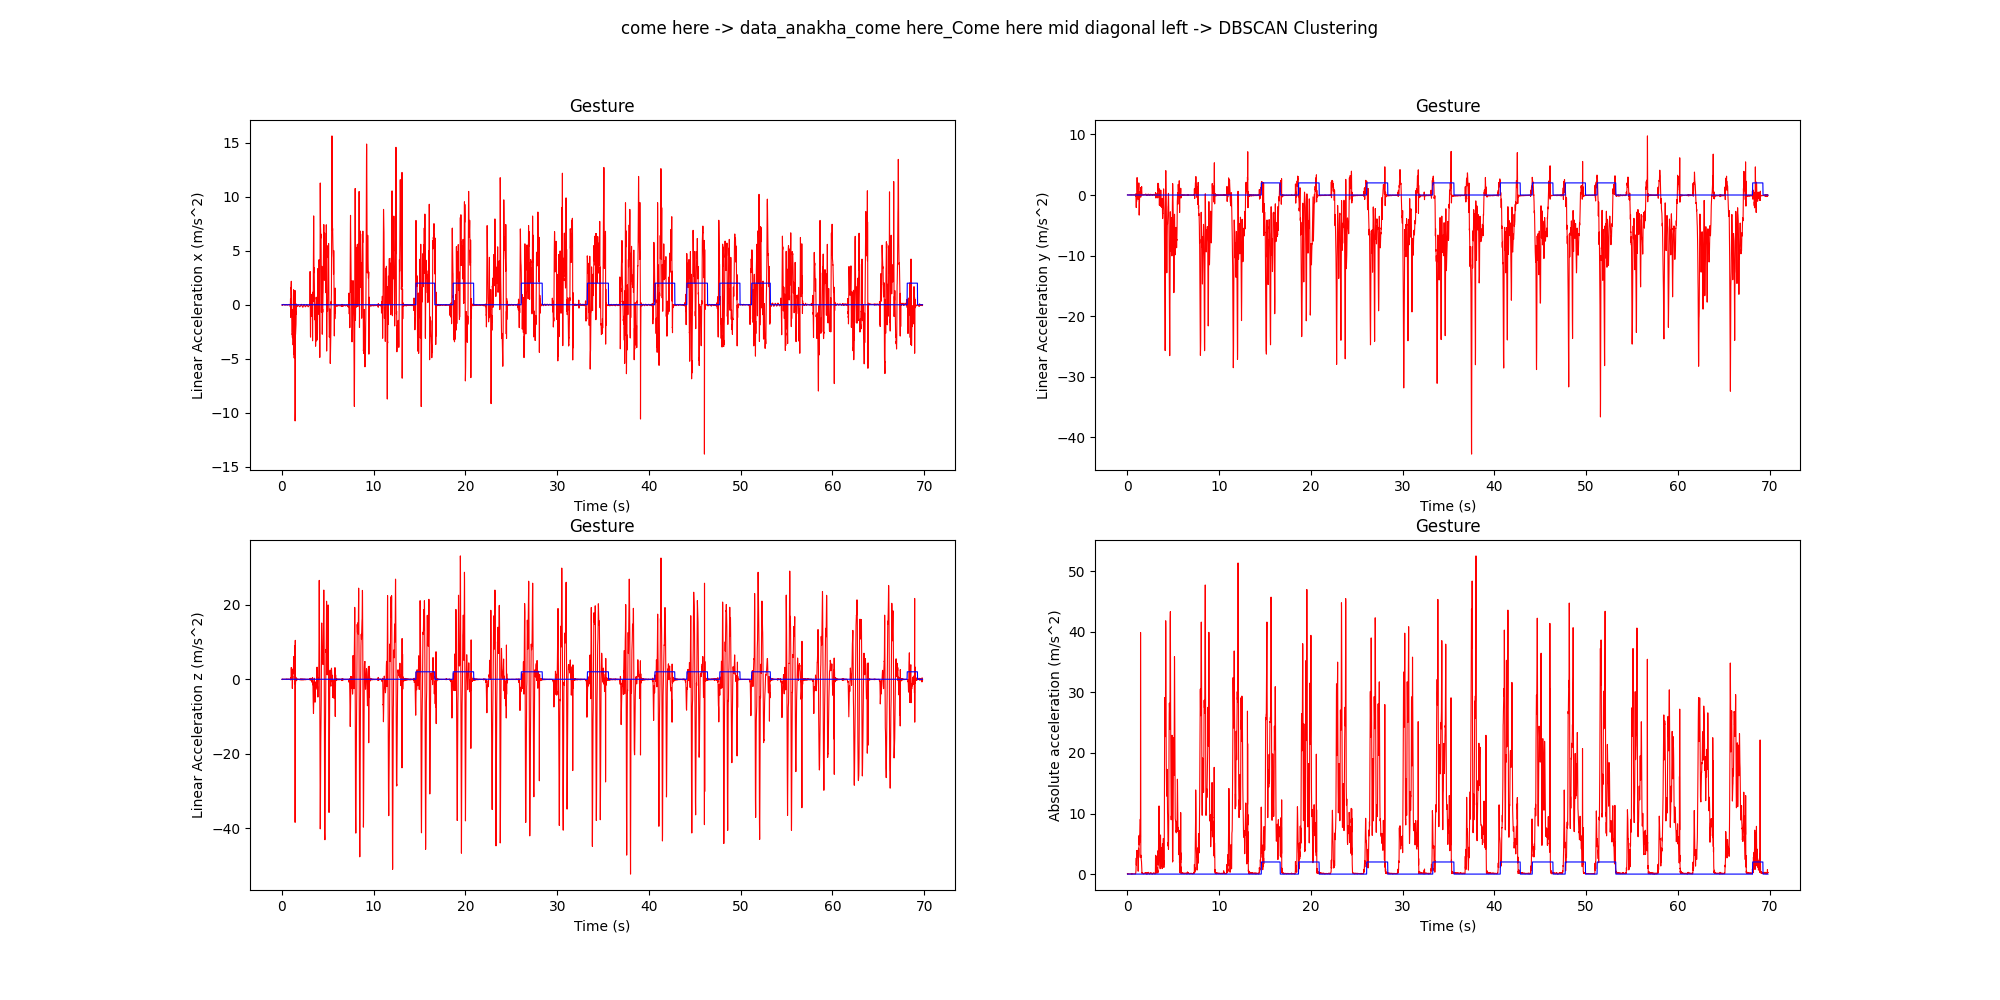 come here -> data_anakha_come here_Come here mid diagonal left -> DBSCAN Clustering
Gesture
15
10
5
0
−5
−10
−15
Linear Acceleration x (m/s^2)
0 10 20 30 40 50 60 70
Time (s)
Gesture
10
0
−10
−20
−30
−40
Linear Acceleration y (m/s^2)
0 10 20 30 40 50 60 70
Time (s)
Gesture
20
0
−20
−40
Linear Acceleration z (m/s^2)
0 10 20 30 40 50 60 70
Time (s)
Gesture
50
40
30
20
10
0
Absolute acceleration (m/s^2)
0 10 20 30 40 50 60 70
Time (s)